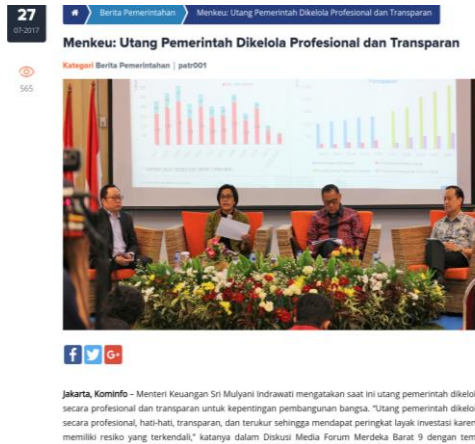 27
07-2017
Berita Pemerintahan
Menkeu: Utang Pemerintah Dikelola Profesional dan Transparan
Menkeu: Utang Pemerintah Dikelola Profesional dan Transparan
Kategori Berita Pemerintahan | patr001
565
f
G+
Jakarta, Kominfo – Menteri Keuangan Sri Mulyani Indrawati mengatakan saat ini utang pemerintah dikelol
secara profesional dan transparan untuk kepentingan pembangunan bangsa. "Utang pemerintah dikelol
secara profesional, hati-hati, transparan, dan terukur sehingga mendapat peringkat layak investasi karen
memiliki resiko yang terkendali," katanya dalam Diskusi Media Forum Merdeka Barat 9 dengan tem